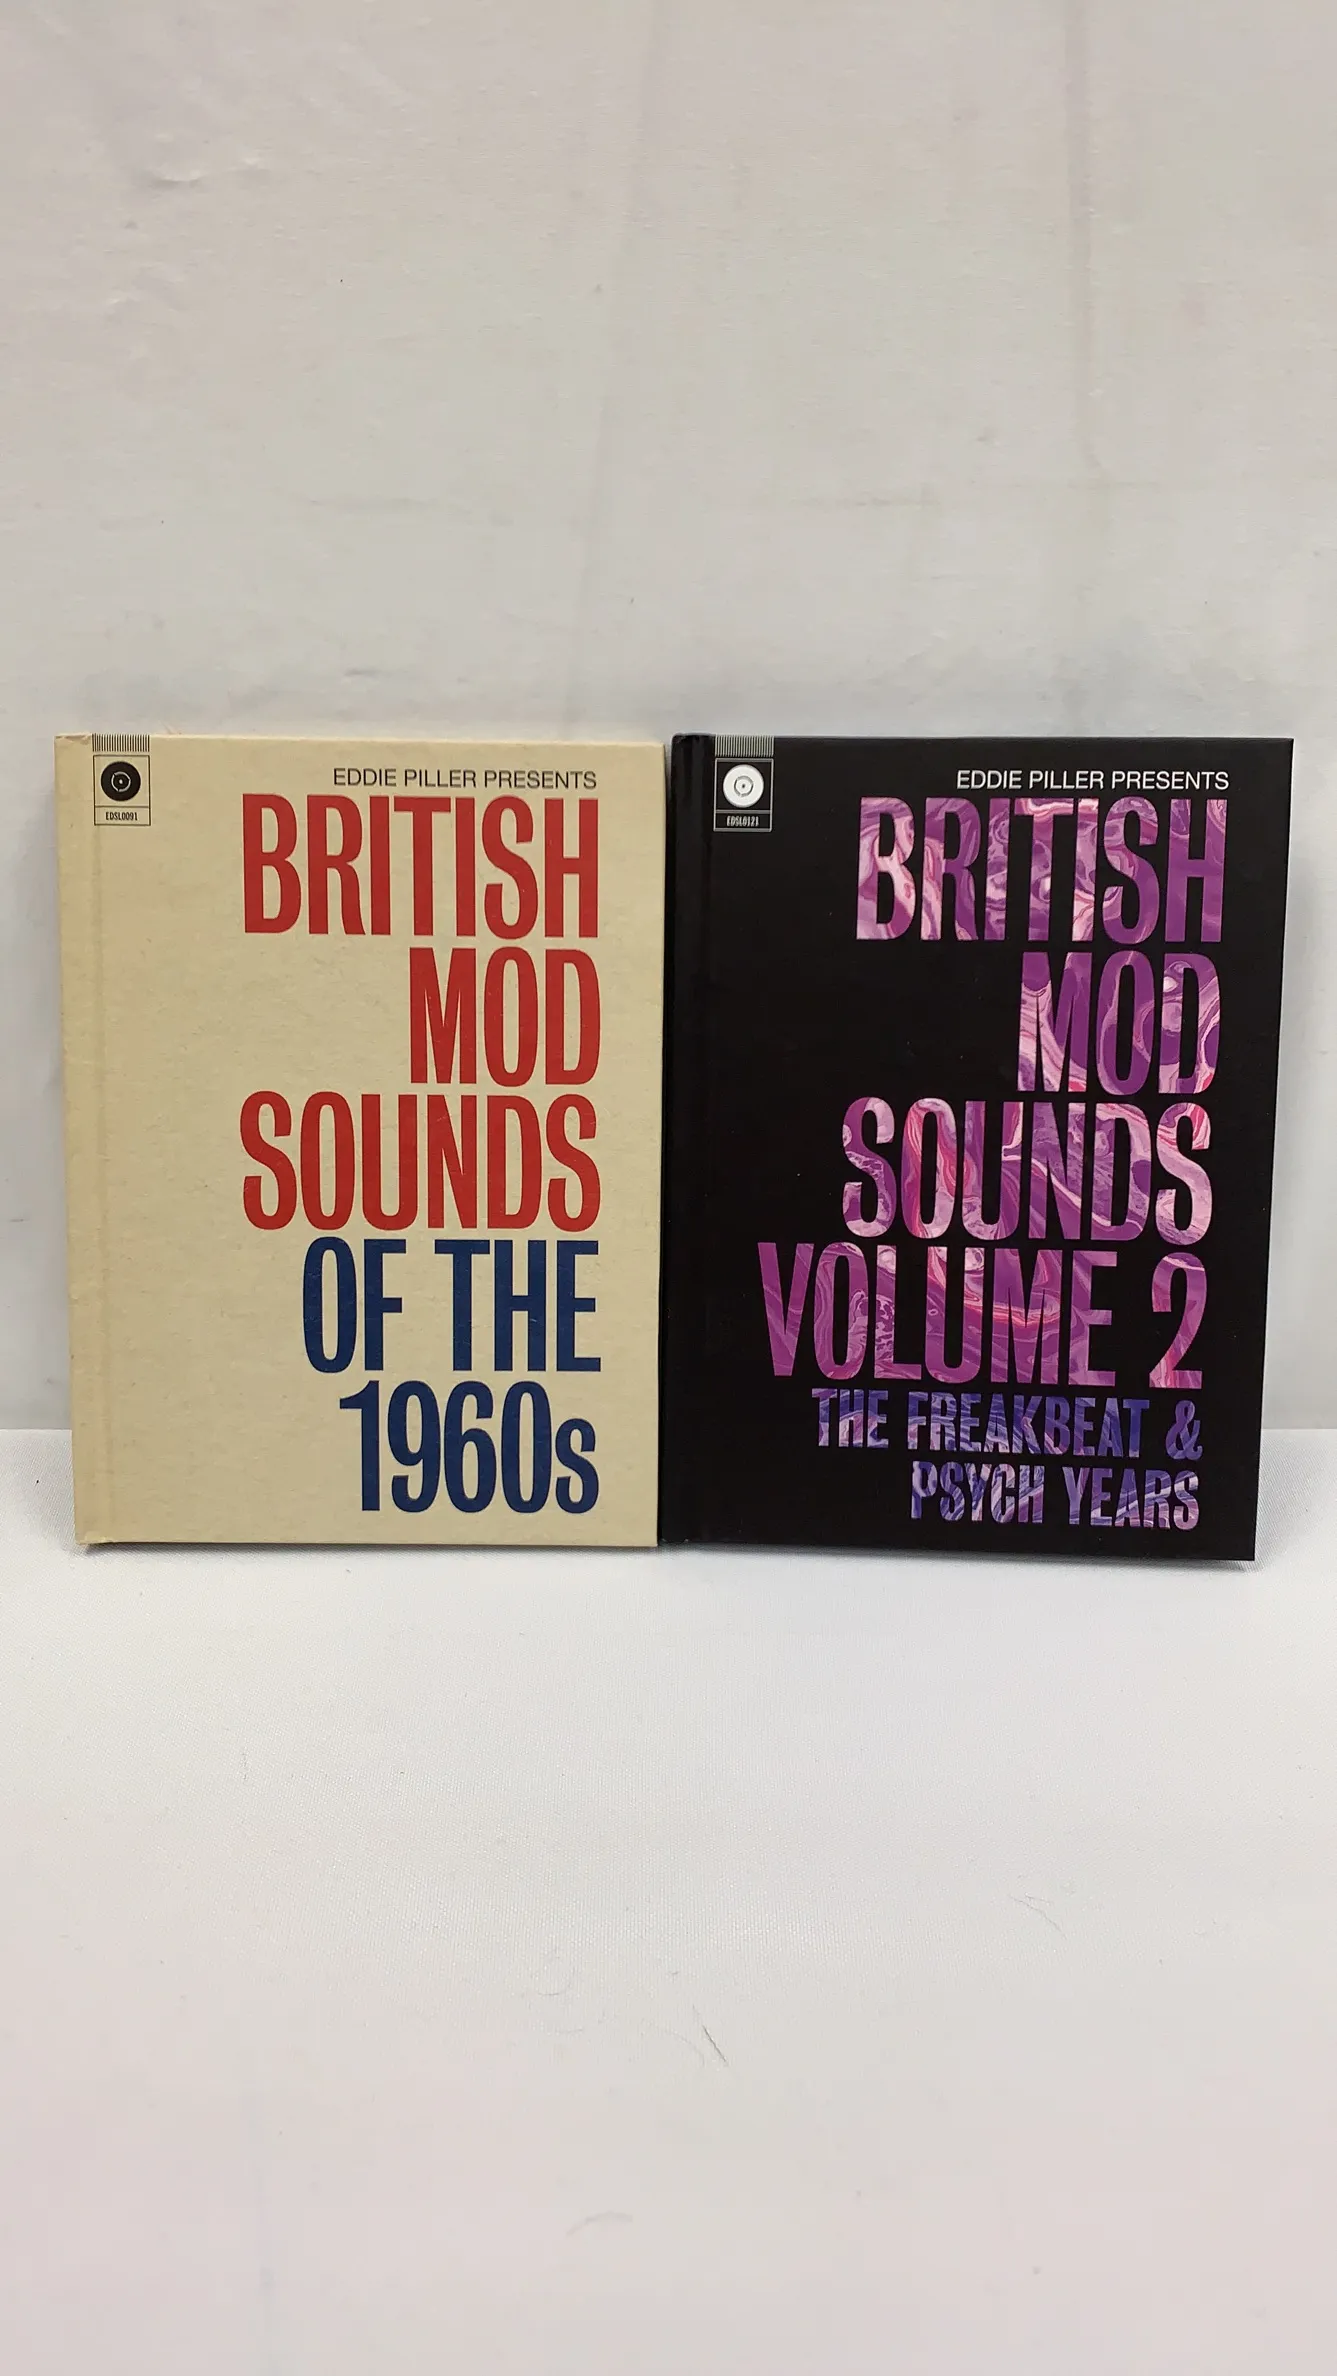 EDDIE PILLER PRESENTS
BRITISH
MOD
SOUNDS
OF THE
1960s
EDSL0091
EDDIE PILLER PRESENTS
BRITISH
MOD
SOUNDS
VOLUME 2
THE FREAKBEAT &
PSYCH YEARS
EDSL0121